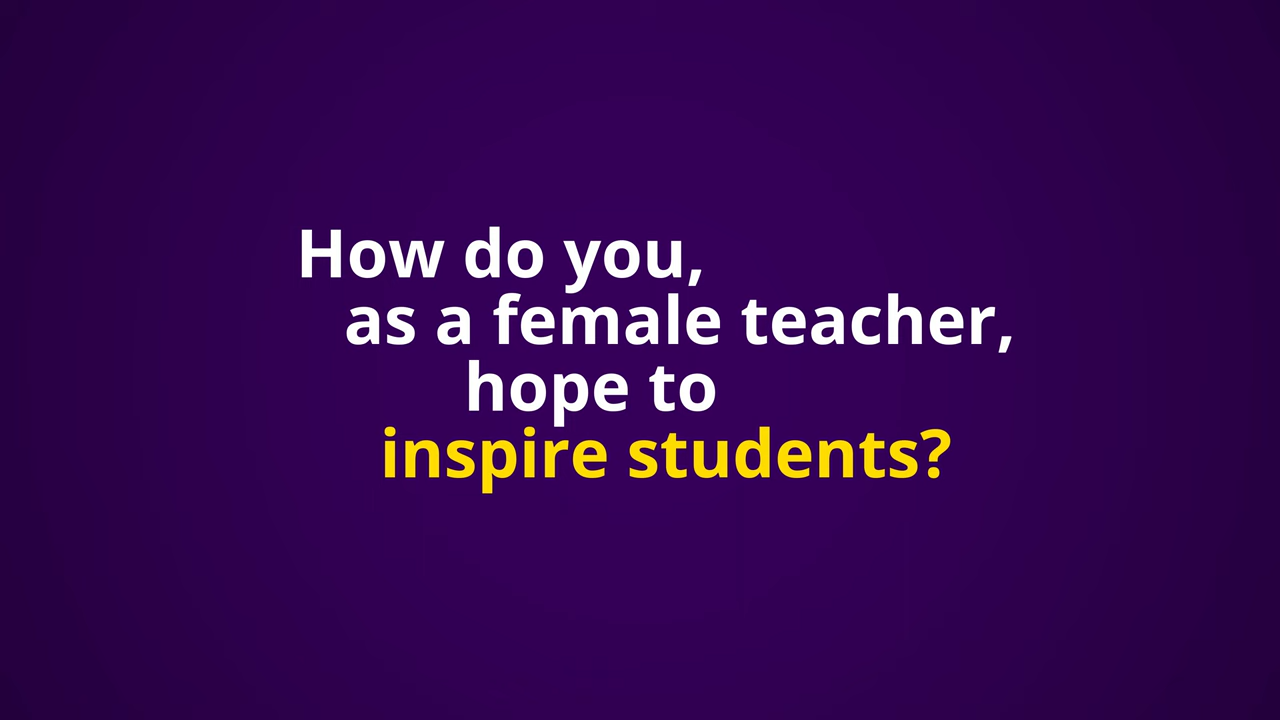 How do you,
as a female teacher,
hope to
inspire students?